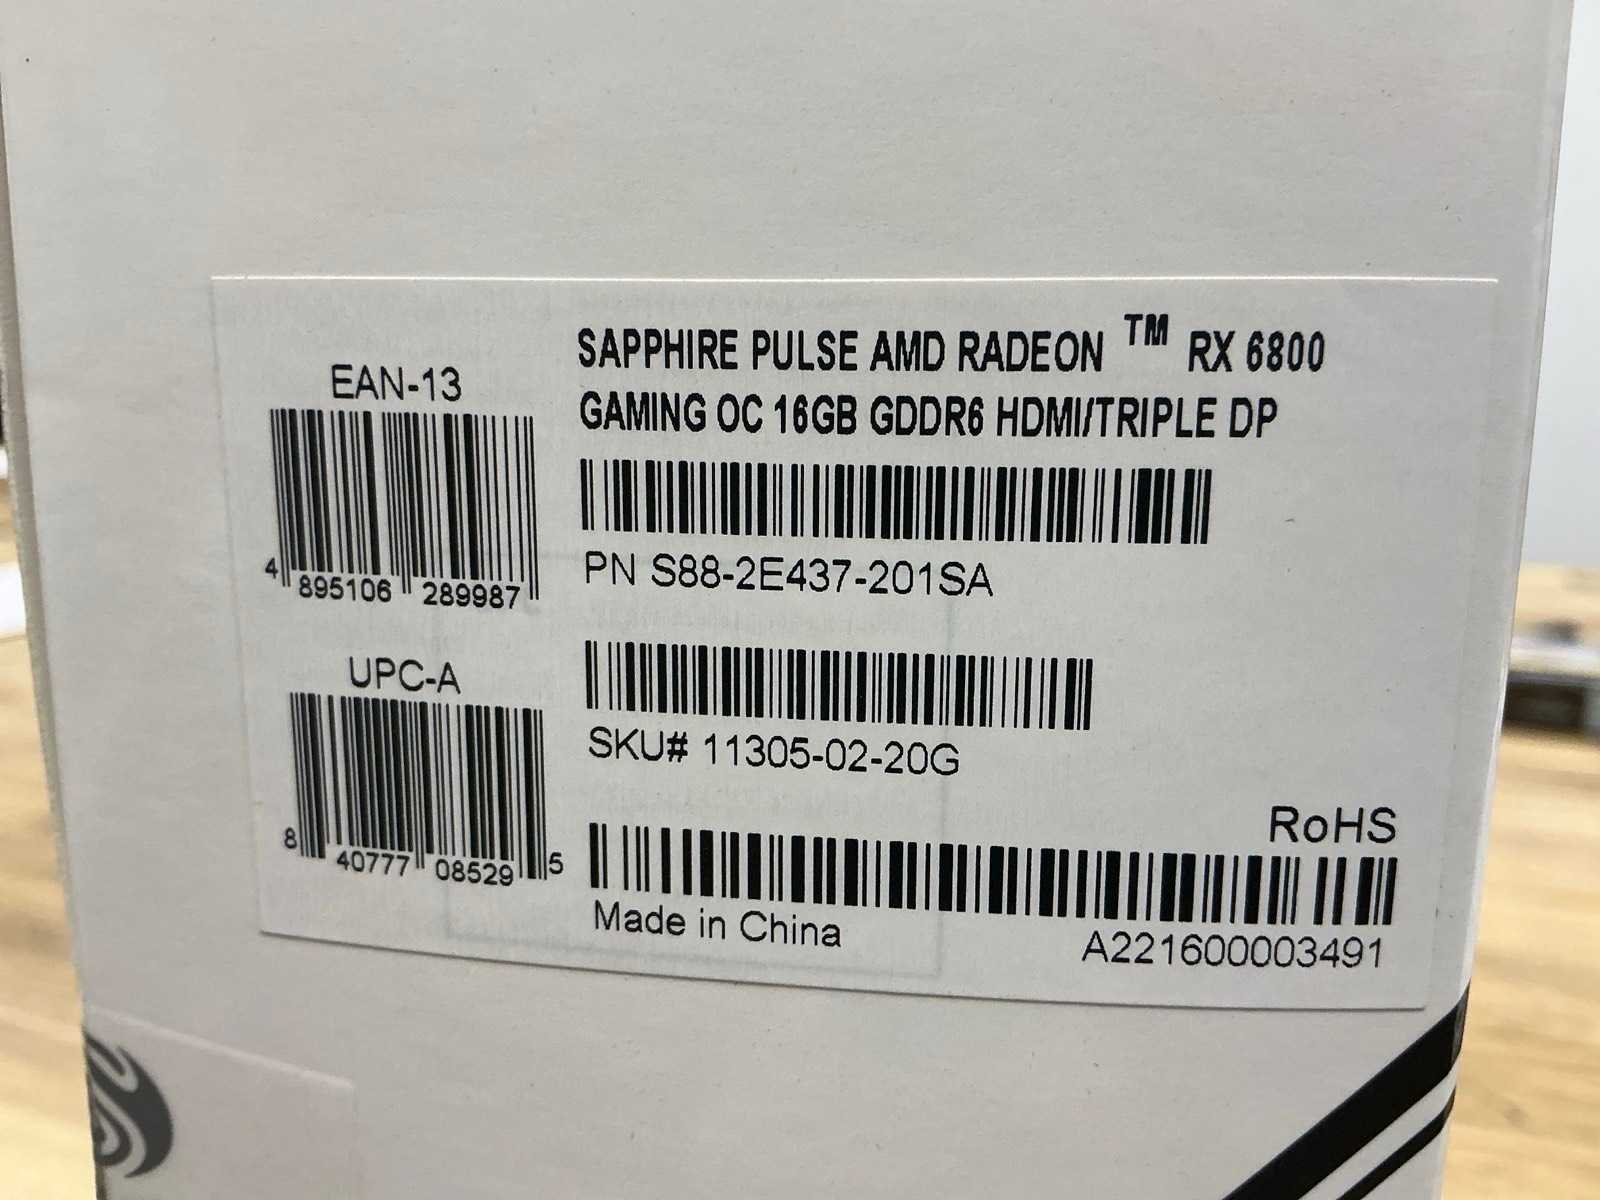 SAPPHIRE PULSE AMD RADEON ™ RX 6800
GAMING OC 16GB GDDR6 HDMI/TRIPLE DP
EAN-13
4 895106 289987
PN S88-2E437-201SA
UPC-A
8 40777 08529 5
SKU# 11305-02-20G
RoHS
Made in China
A221600003491